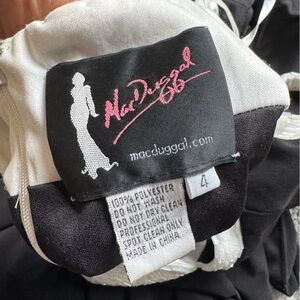 Mac Duggal
macduggal.com
4
100% POLYESTER
DO NOT WASH
DO NOT DRY CLEAN
PROFESSIONAL
SPOT CLEAN ONLY
MADE IN CHINA